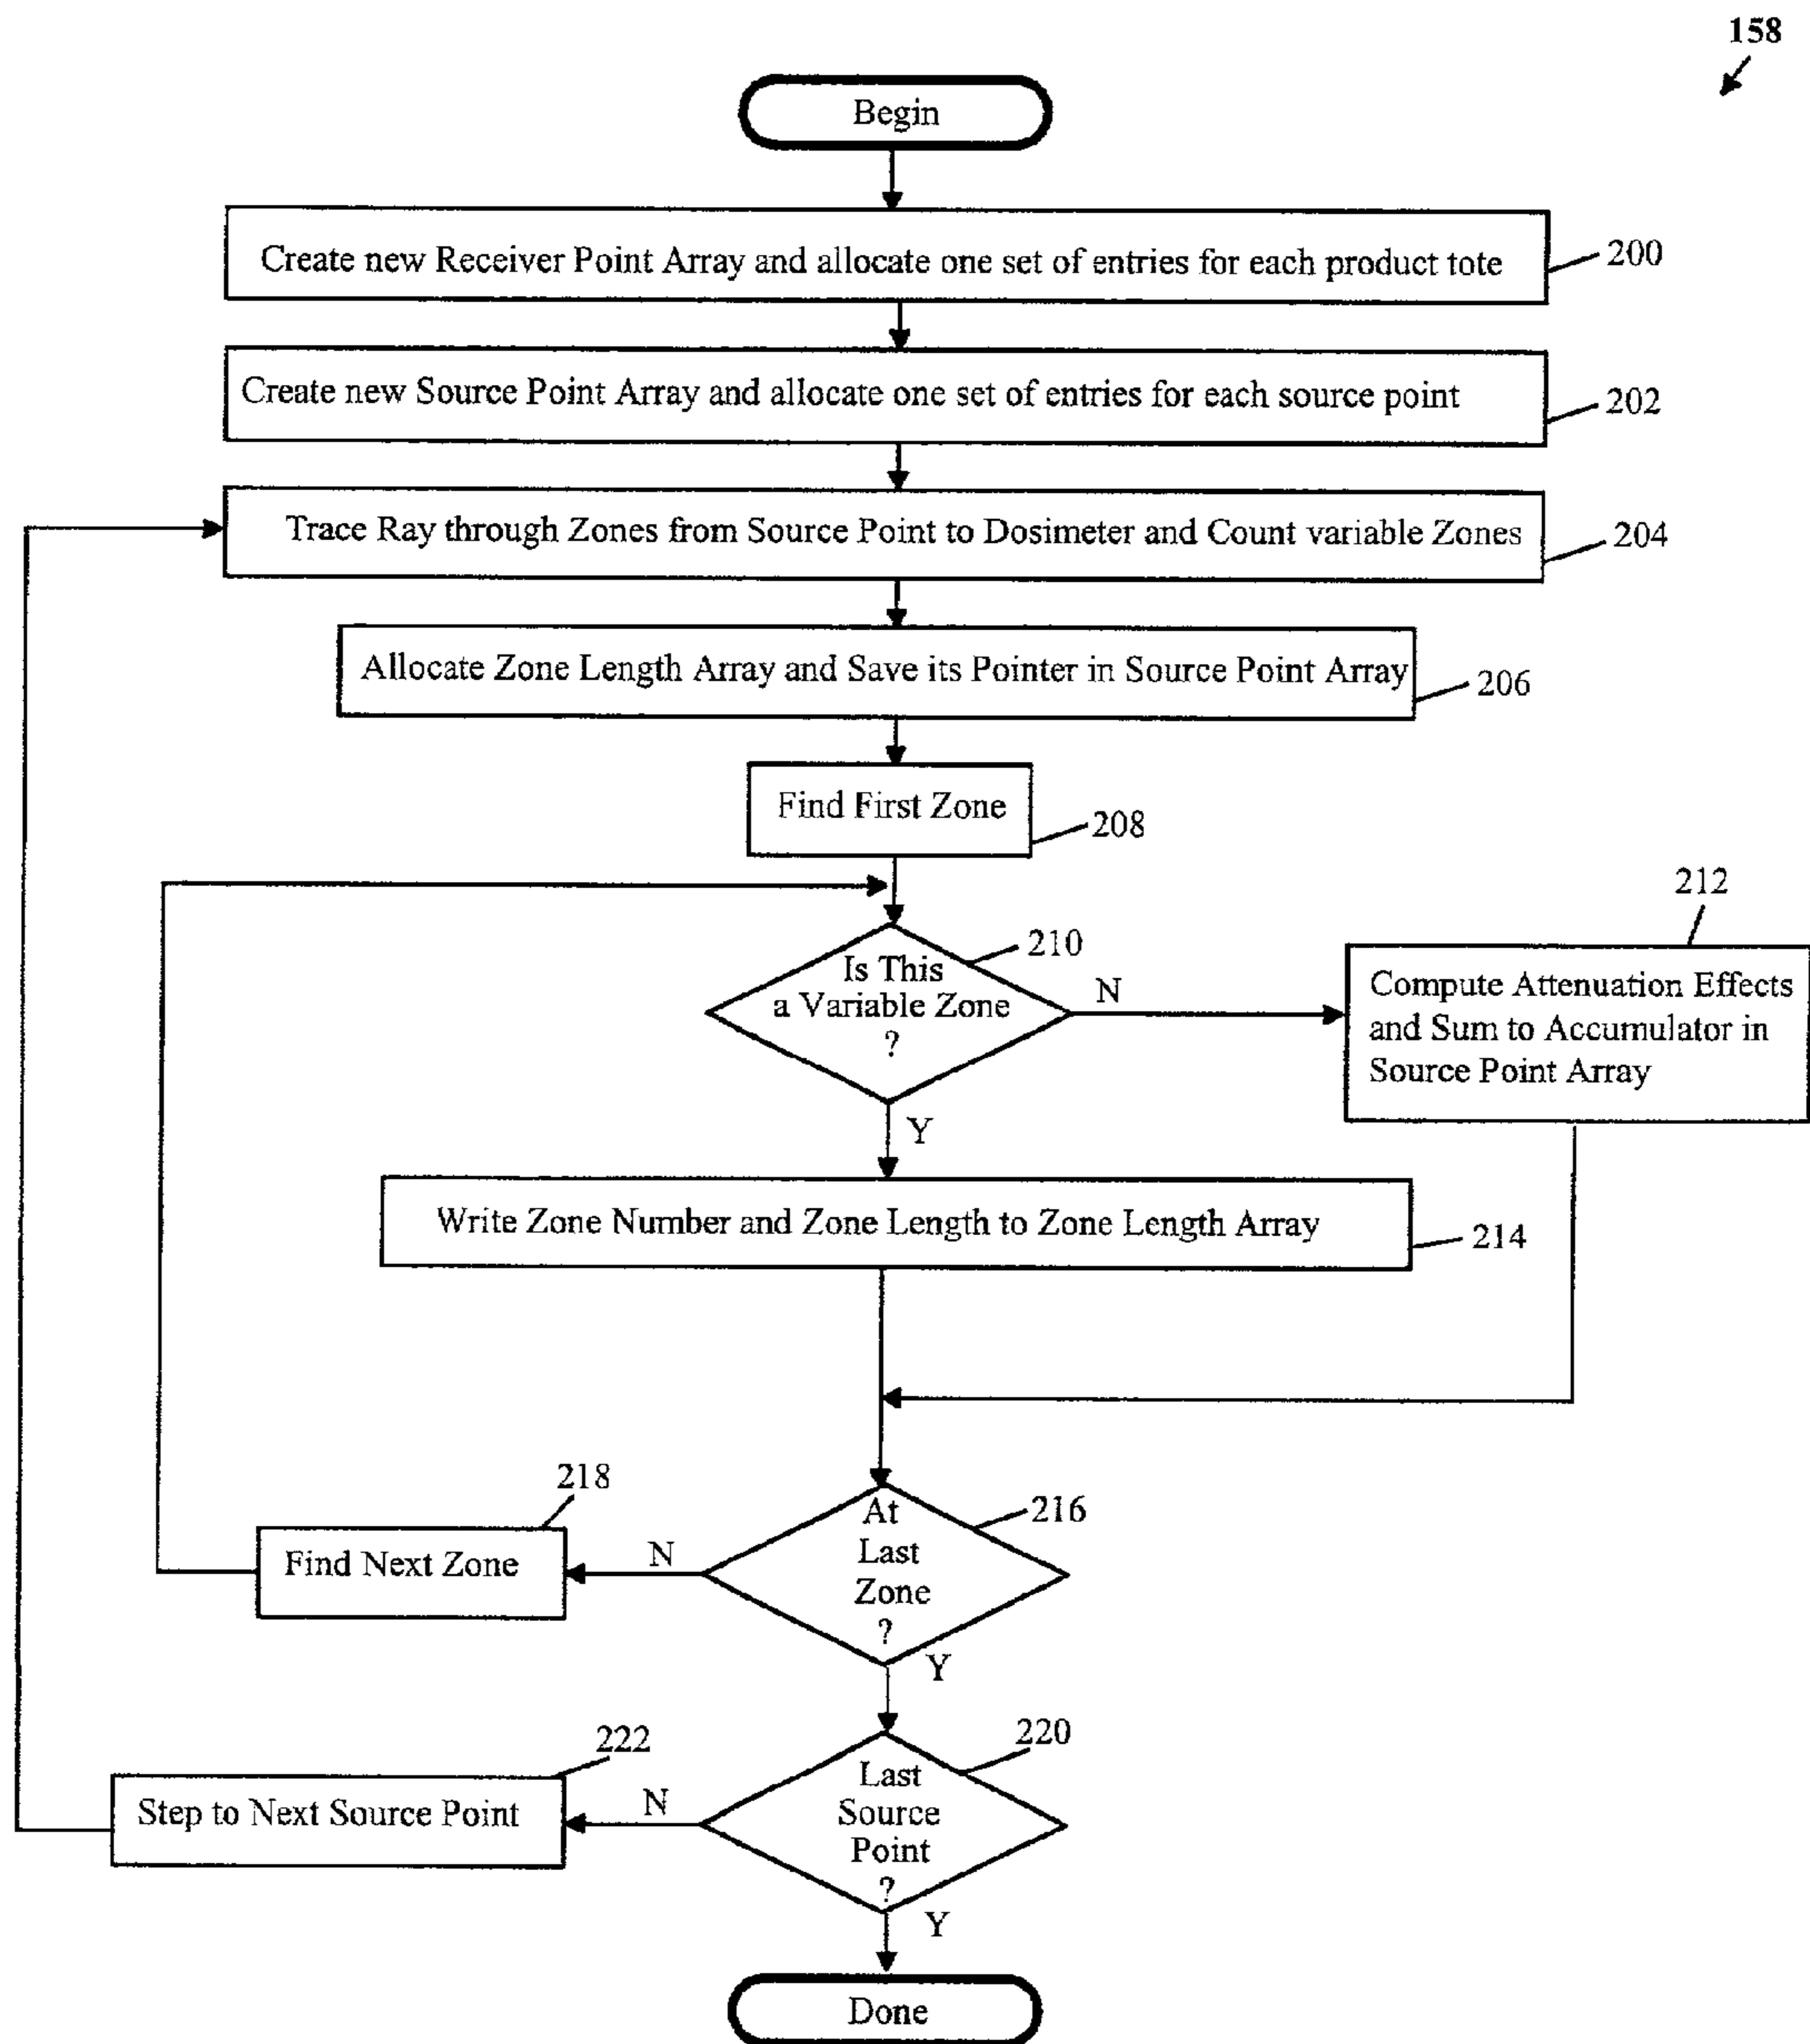 158
Begin
Create new Receiver Point Array and allocate one set of entries for each product tote
200
Create new Source Point Array and allocate one set of entries for each source point
202
Trace Ray through Zones from Source Point to Dosimeter and Count variable Zones
204
Allocate Zone Length Array and Save its Pointer in Source Point Array
206
Find First Zone
208
210
Is This
a Variable Zone
?
N
Y
212
Compute Attenuation Effects
and Sum to Accumulator in
Source Point Array
Write Zone Number and Zone Length to Zone Length Array
214
216
At
Last
Zone
?
N
Y
218
Find Next Zone
220
Last
Source
Point
?
N
Y
222
Step to Next Source Point
Done